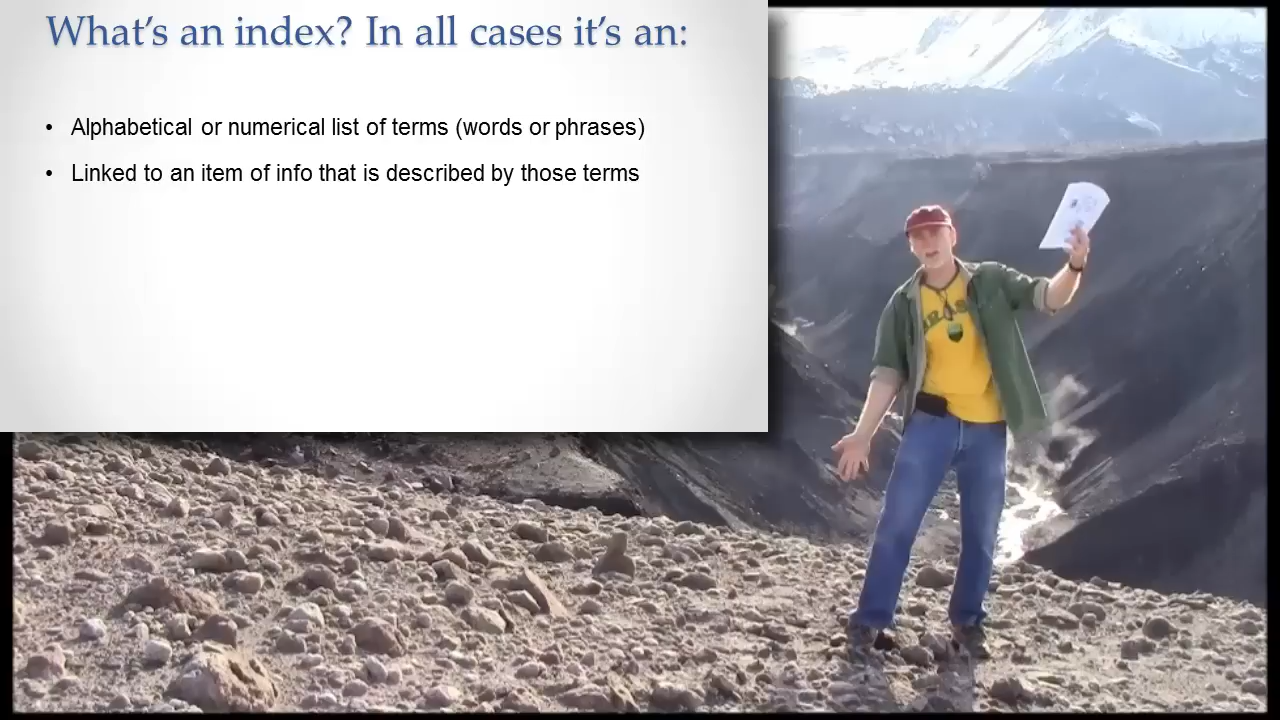 What's an index? In all cases it's an:
• Alphabetical or numerical list of terms (words or phrases)
• Linked to an item of info that is described by those terms